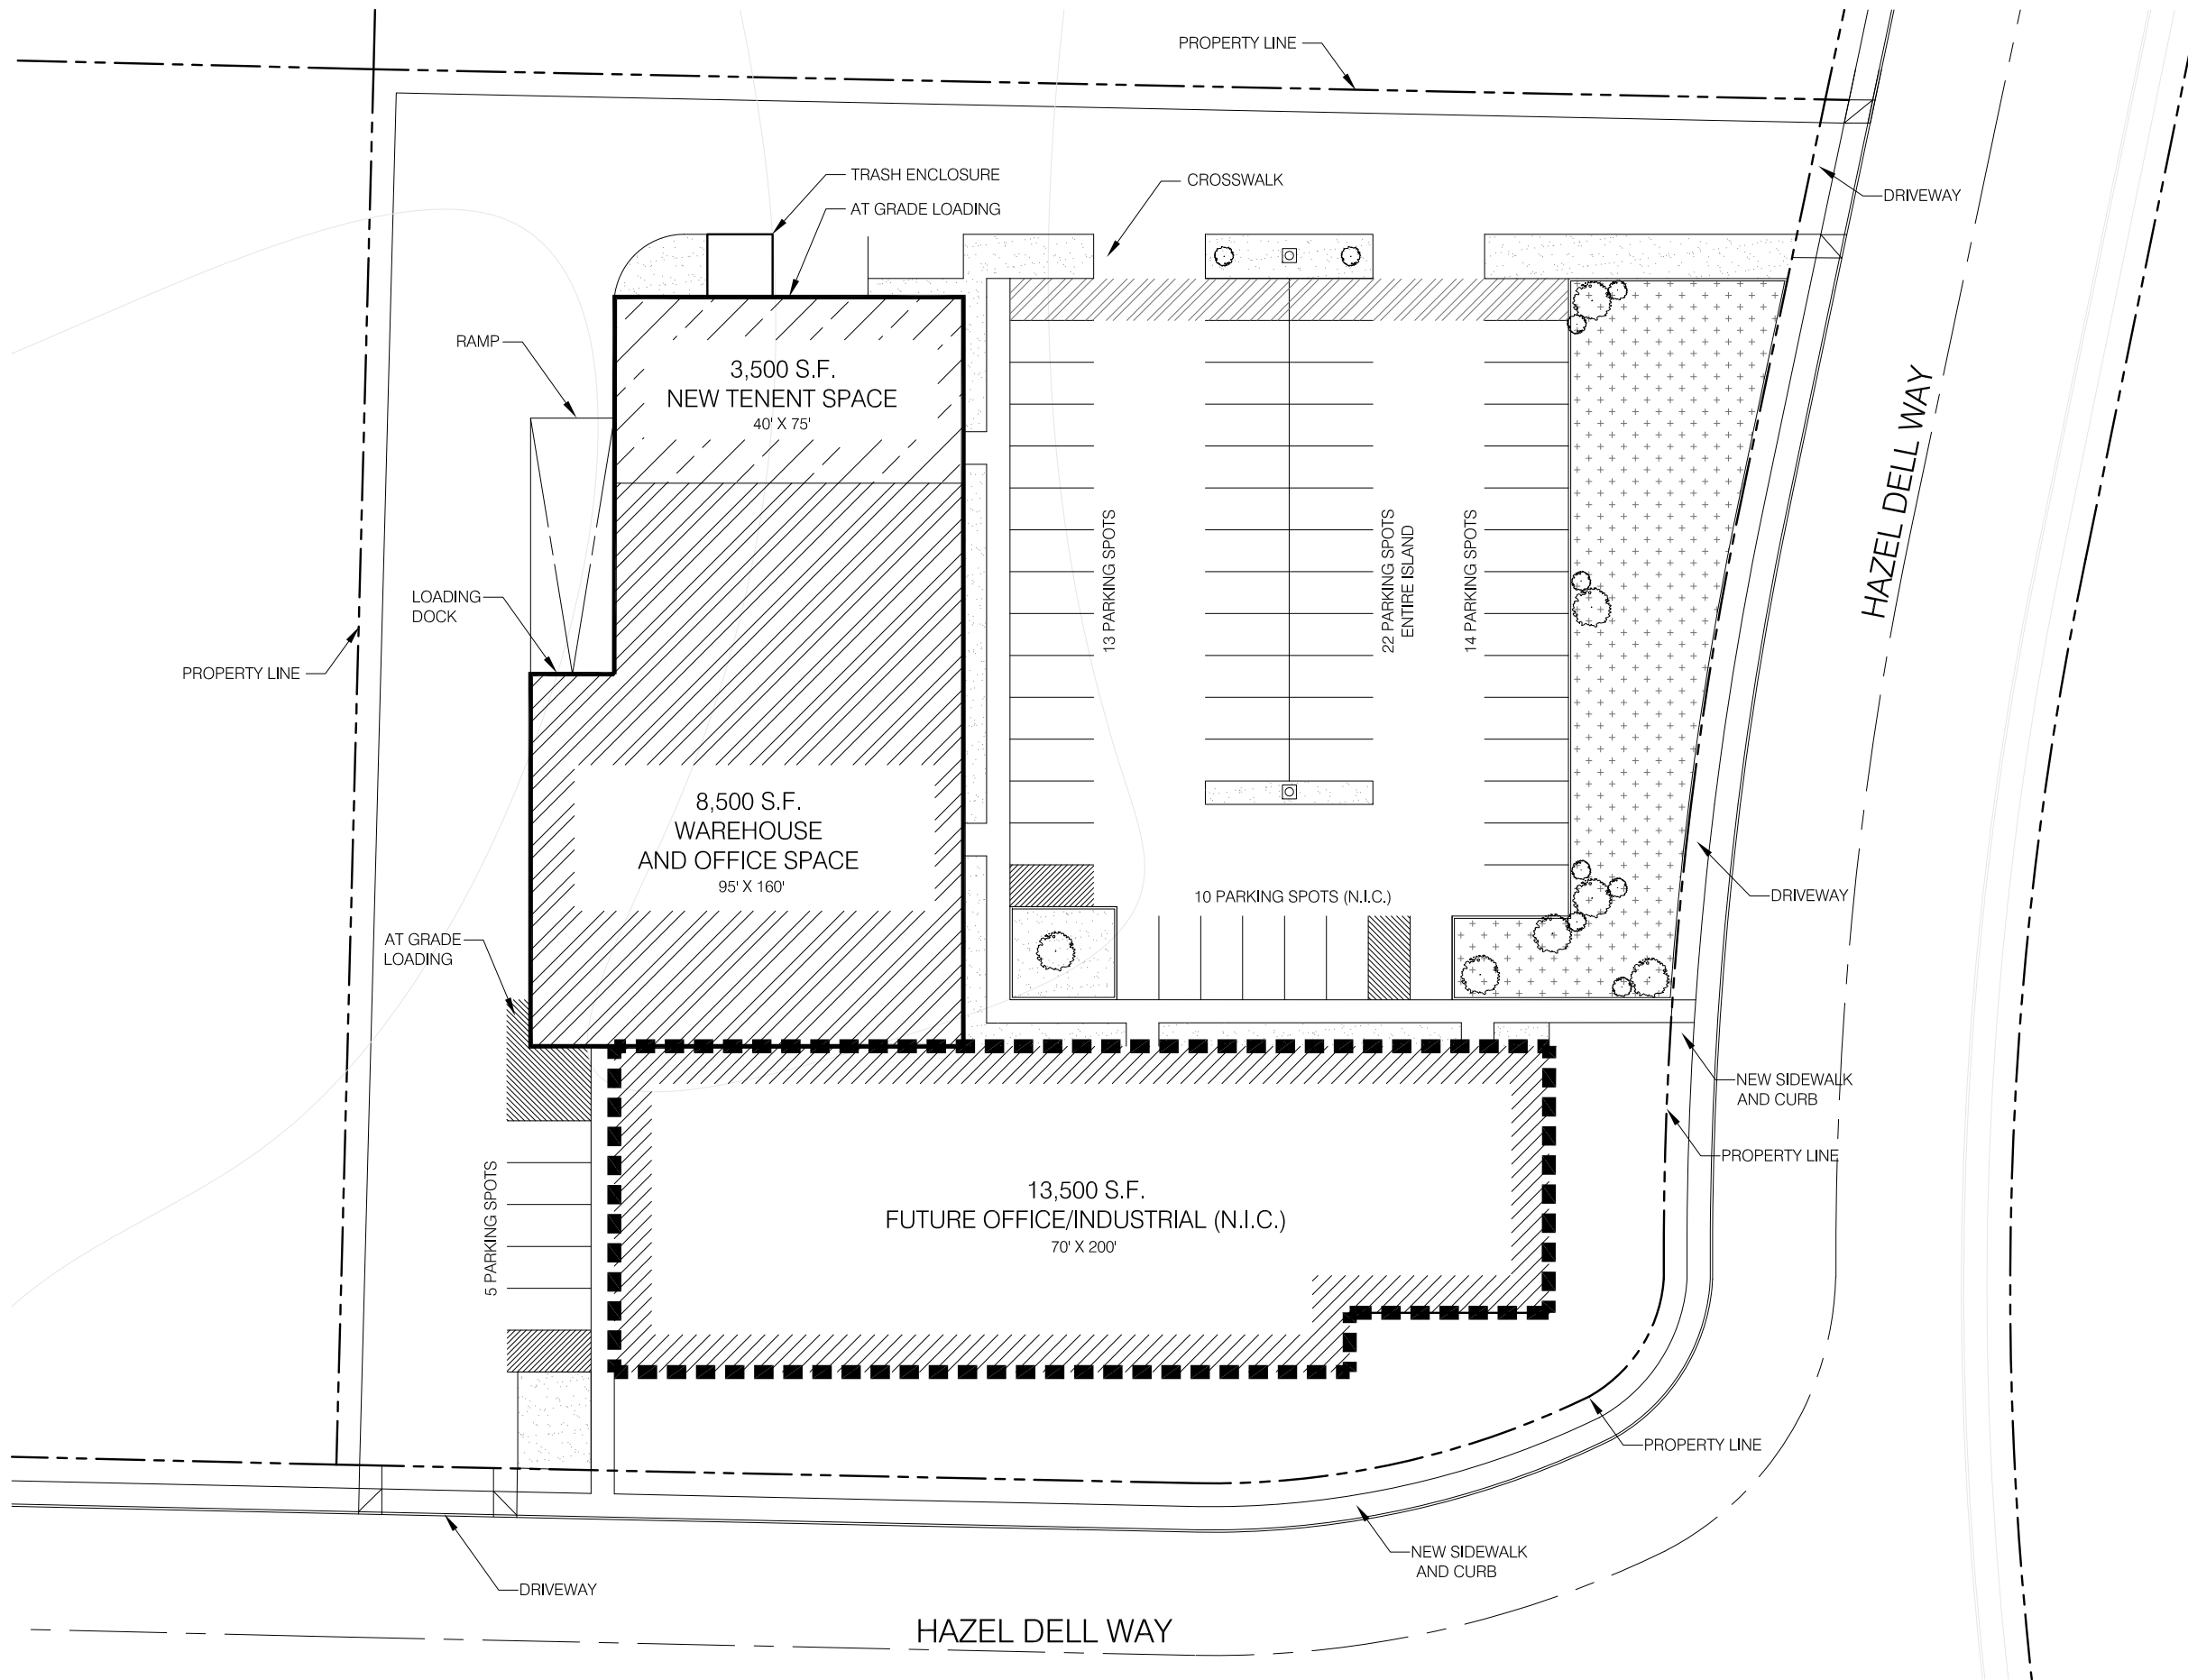 PROPERTY LINE
TRASH ENCLOSURE
CROSSWALK
DRIVEWAY
AT GRADE LOADING
RAMP
3,500 S.F.
NEW TENENT SPACE
40' X 75'
HAZEL DELL WAY
13 PARKING SPOTS
22 PARKING SPOTS
ENTIRE ISLAND
14 PARKING SPOTS
LOADING
DOCK
PROPERTY LINE
8,500 S.F.
WAREHOUSE
AND OFFICE SPACE
95' X 160'
10 PARKING SPOTS (N.I.C.)
DRIVEWAY
AT GRADE
LOADING
NEW SIDEWALK
AND CURB
PROPERTY LINE
5 PARKING SPOTS
13,500 S.F.
FUTURE OFFICE/INDUSTRIAL (N.I.C.)
70' X 200'
PROPERTY LINE
NEW SIDEWALK
AND CURB
DRIVEWAY
HAZEL DELL WAY